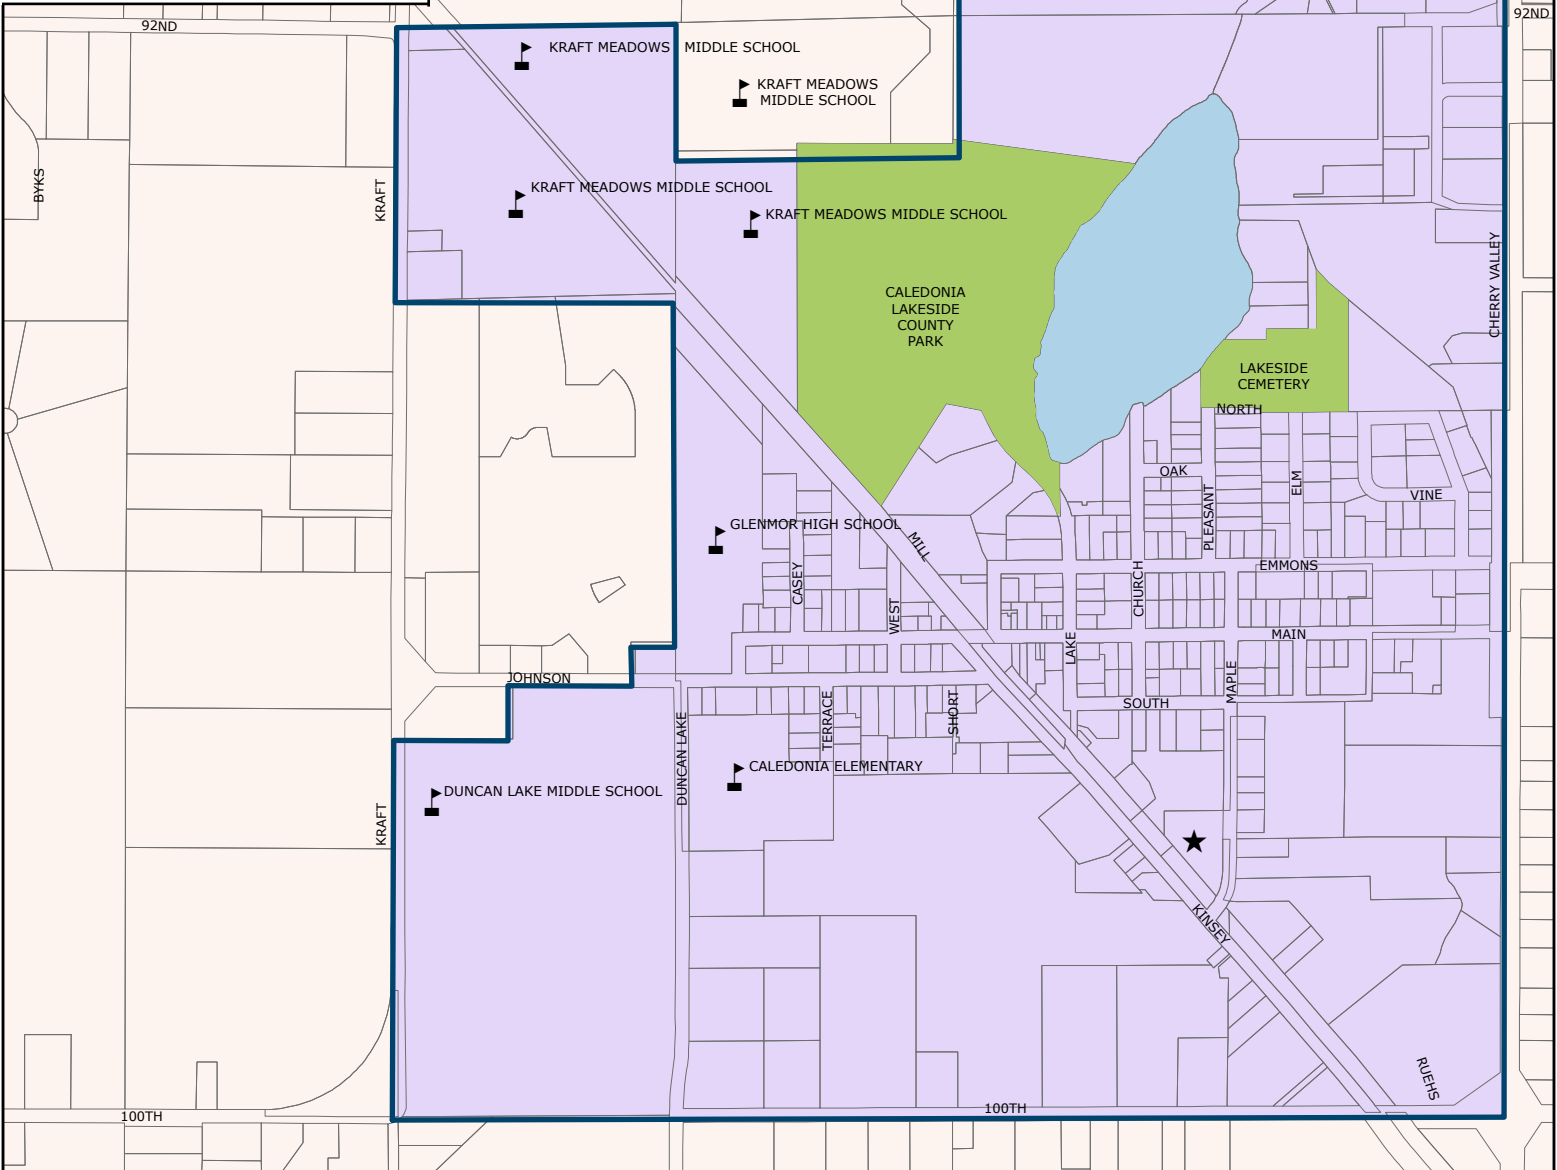 92ND
92ND
KRAFT MEADOWS MIDDLE SCHOOL
KRAFT MEADOWS
MIDDLE SCHOOL
BYKS
KRAFT
KRAFT MEADOWS MIDDLE SCHOOL
KRAFT MEADOWS MIDDLE SCHOOL
CHERRY VALLEY
CALEDONIA
LAKESIDE
COUNTY
PARK
LAKESIDE
CEMETERY
NORTH
OAK
PLEASANT
ELM
VINE
GLENMOR HIGH SCHOOL
MILL
CASEY
WEST
CHURCH
EMMONS
MAIN
LAKE
MAPLE
JOHNSON
SOUTH
TERRACE
SHORT
DUNCAN LAKE
CALEDONIA ELEMENTARY
DUNCAN LAKE MIDDLE SCHOOL
KRAFT
KINSEY
RUEHS
100TH
100TH